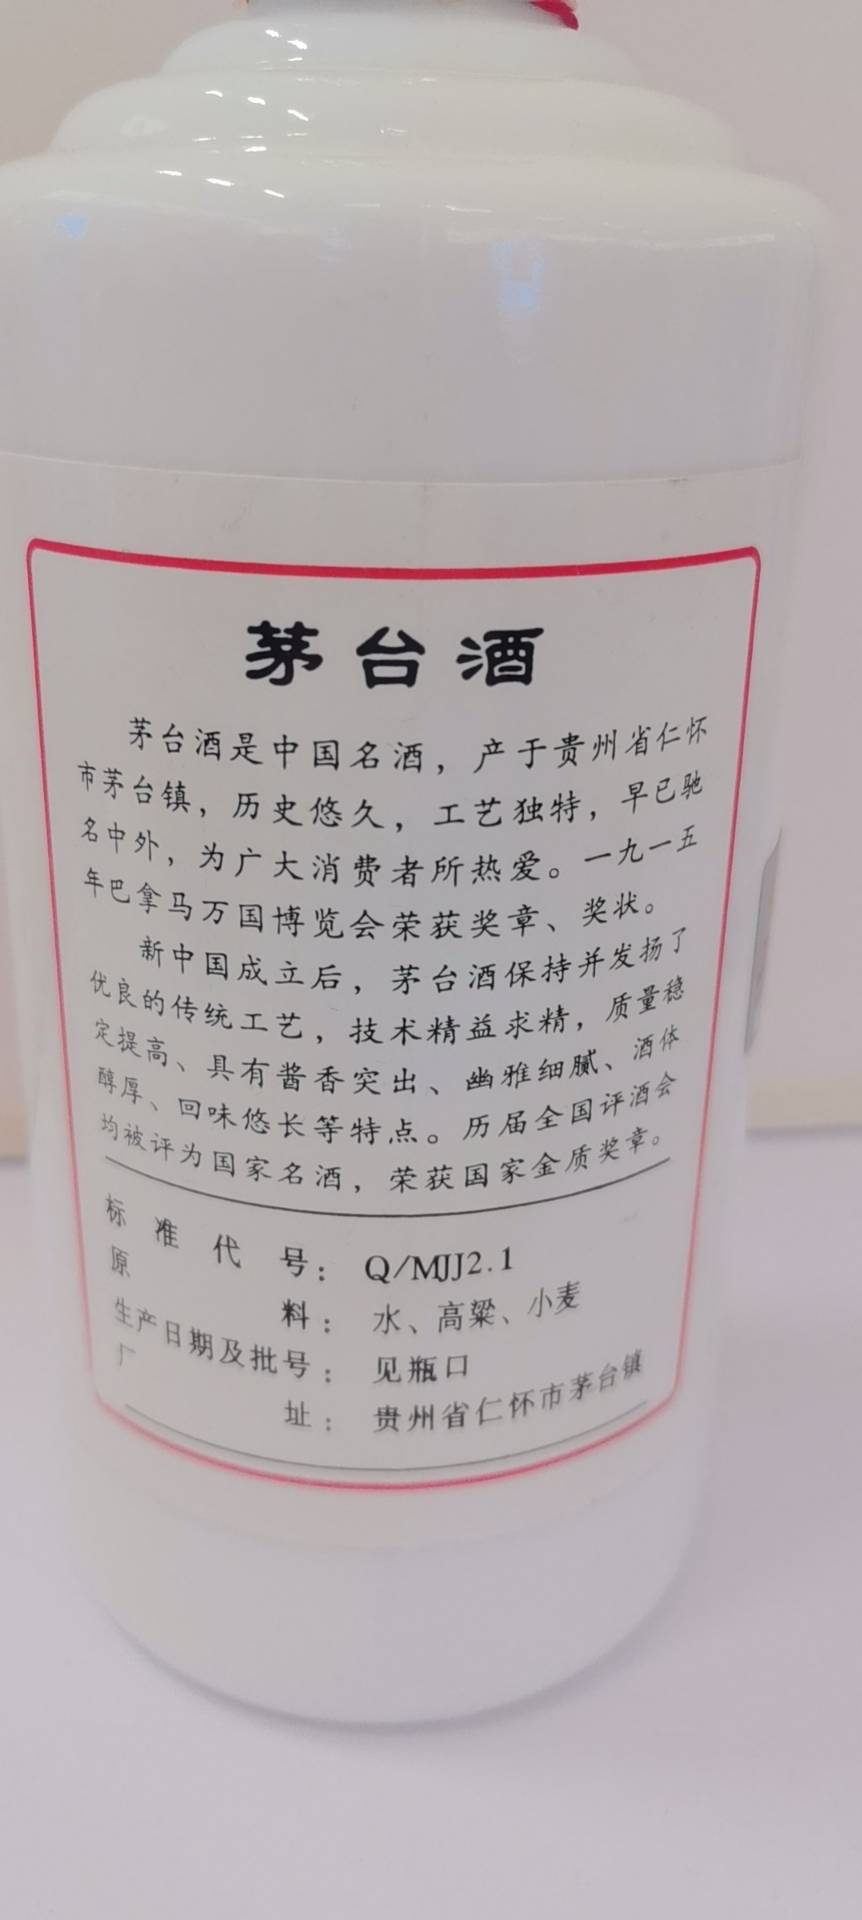 茅台酒
茅台酒是中国名酒，产于贵州省仁怀
市茅台镇，历史悠久，工艺独特，早已驰
名中外，为广大消费者所热爱。一九一五
年巴拿马万国博览会荣获奖章、奖状。
新中国成立后，茅台酒保持并发扬了
优良的传统工艺，技术精益求精，质量稳
定提高、具有酱香突出、幽雅细腻、酒体
醇厚、回味悠长等特点。历届全国评酒会
均被评为国家名酒，荣获国家金质奖章。
标准代号：Q/MJJ2.1
原料：水、高粱、小麦
生产日期及批号：见瓶口
厂址：贵州省仁怀市茅台镇